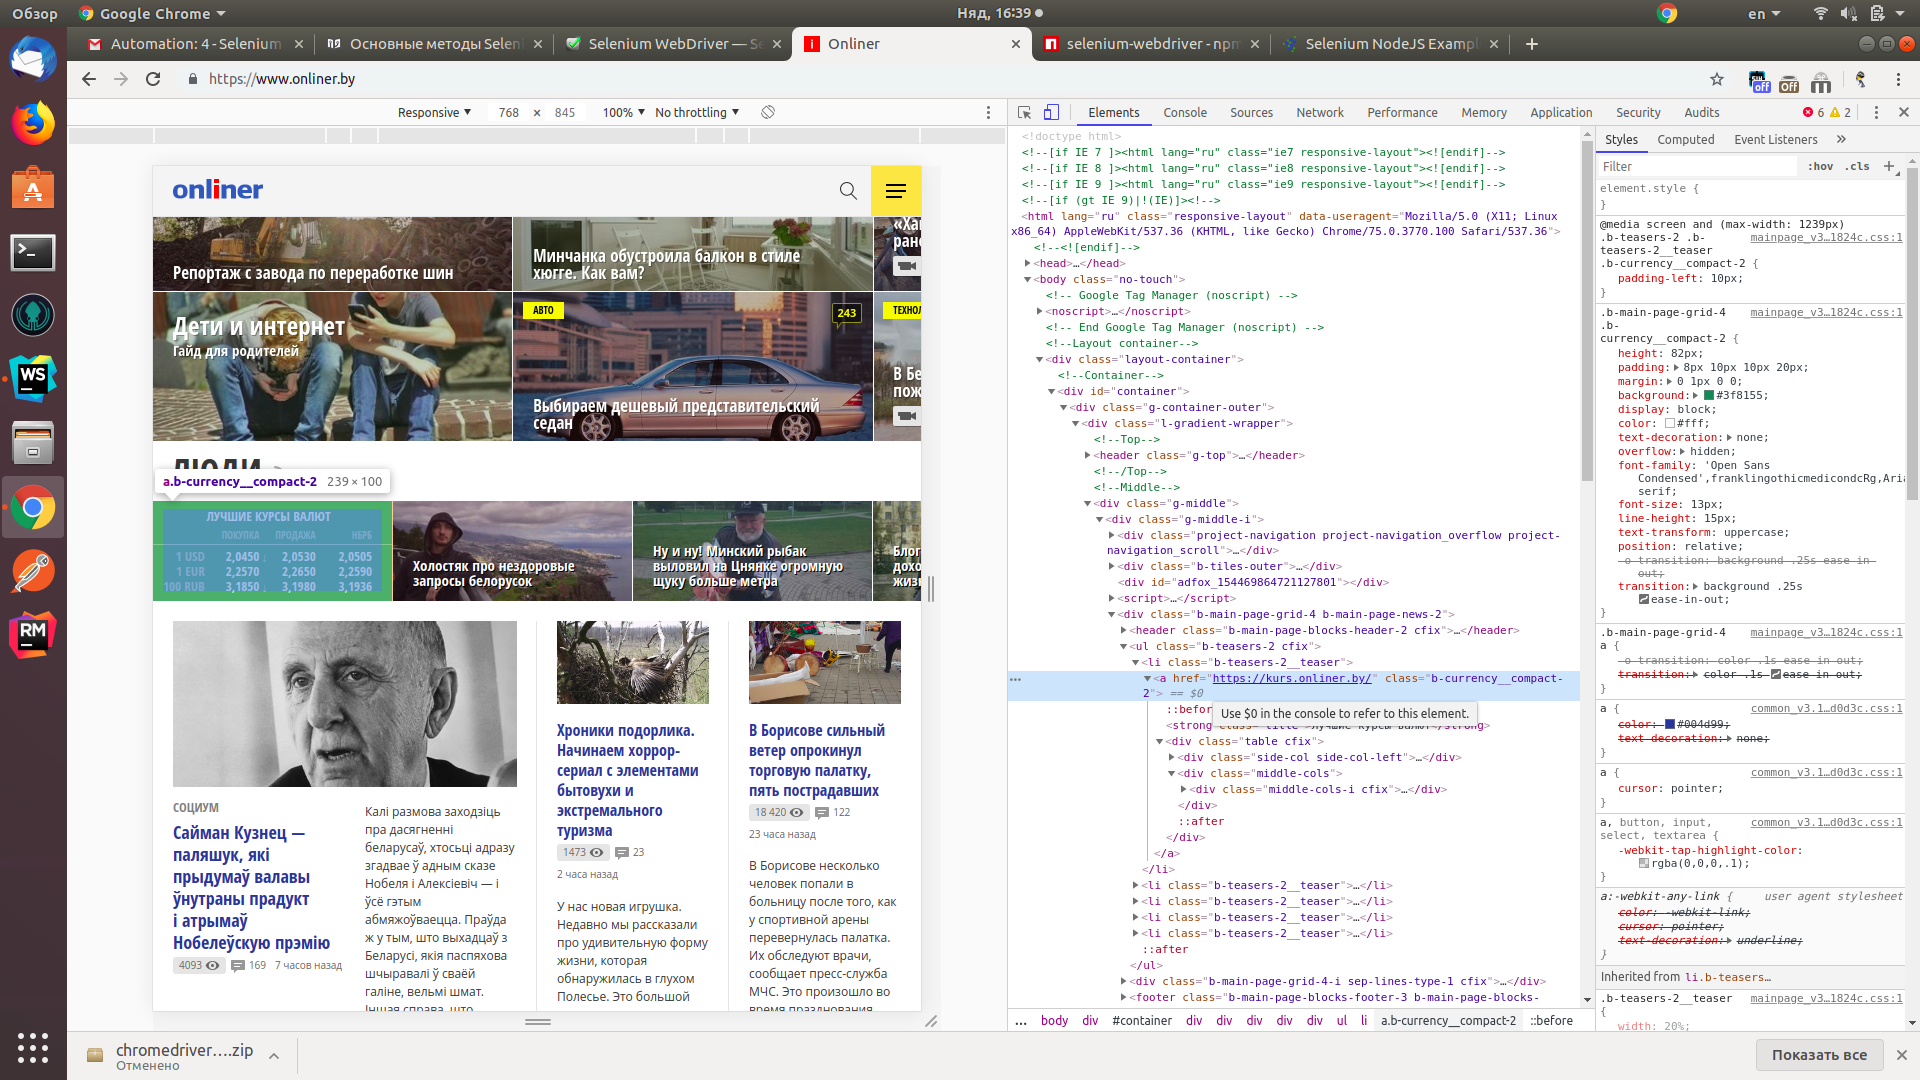 Обзор
Google Chrome
Няд, 16:39
en
Automation: 4 - Selenium
Основные методы Selen
Selenium WebDriver — S
Onliner
selenium-webdriver - npm
Selenium NodeJS Exampl
https://www.onliner.by
off
Off
Responsive
768 × 845
100%
No throttling
onliner
Репортаж с завода по переработке шин
Минчанка обустроила балкон в стиле
хюгге. Как вам?
«Хат
ран
Дети и интернет
Гайд для родителей
АВТО
243
Выбираем дешевый представительский
седан
ТЕХНОЛ
В Бе
пож
ЛЮДИ
a.b-currency__compact-2 239 × 100
ЛУЧШИЕ КУРСЫ ВАЛЮТ
ПОКУПКА ПРОДАЖА НБРБ
1 USD 2,0450 ↓ 2,0530 2,0505
1 EUR 2,2570 2,2650 2,2590
100 RUB 3,1850 ↓ 3,1980 3,1936
Холостяк про нездоровые
запросы белорусок
Ну и ну! Минский рыбак
выловил на Цнянке огромную
щуку больше метра
Блог
дохо
жизн
СОЦИУМ
Сайман Кузнец —
паляшук, які
прыдумаў валавы
ўнутраны прадукт
і атрымаў
Нобелеўскую прэмію
4093 169 7 часов назад
Калі размова заходзіць
пра дасягненні
беларусаў, хтосьці адразу
згадвае ў адным сказе
Нобеля і Алексіевіч — і
ўсё гэтым
абмяжоўваецца. Праўда
ж у тым, што выхадцаў з
Беларусі, якія паспяхова
шчыравалі ў сваёй
галіне, вельмі шмат.
Іншая справа, што
Хроники подорлика.
Начинаем хоррор-
сериал с элементами
бытовухи и
экстремального
туризма
1473 23
2 часа назад
У нас новая игрушка.
Недавно мы рассказали
про удивительную форму
жизни, которая
обнаружилась в глухом
Полесье. Это большой
В Борисове сильный
ветер опрокинул
торговую палатку,
пять пострадавших
18 420 122
23 часа назад
В Борисове несколько
человек попали в
больницу после того, как
у спортивной арены
перевернулась палатка.
Их обследуют врачи,
сообщает пресс-служба
МЧС. Это произошло во
время празднования
Elements Console Sources Network Performance Memory Application Security Audits 6 2
<!doctype html>
<!--[if IE 7 ]><html lang="ru" class="ie7 responsive-layout"><![endif]-->
<!--[if IE 8 ]><html lang="ru" class="ie8 responsive-layout"><![endif]-->
<!--[if IE 9 ]><html lang="ru" class="ie9 responsive-layout"><![endif]-->
<!--[if (gt IE 9)|!(IE)]><!-->
<html lang="ru" class="responsive-layout" data-useragent="Mozilla/5.0 (X11; Linux
x86_64) AppleWebKit/537.36 (KHTML, like Gecko) Chrome/75.0.3770.100 Safari/537.36">
<!--<![endif]-->
<head>…</head>
<body class="no-touch">
<!-- Google Tag Manager (noscript) -->
<noscript>…</noscript>
<!-- End Google Tag Manager (noscript) -->
<!--Layout container-->
<div class="layout-container">
<!--Container-->
<div id="container">
<div class="g-container-outer">
<div class="l-gradient-wrapper">
<!--Top-->
<header class="g-top">…</header>
<!--/Top-->
<!--Middle-->
<div class="g-middle">
<div class="g-middle-i">
<div class="project-navigation project-navigation_overflow project-
navigation_scroll">…</div>
<div class="b-tiles-outer">…</div>
<div id="adfox_154469864721127801"></div>
<script>…</script>
<div class="b-main-page-grid-4 b-main-page-news-2">
<header class="b-main-page-blocks-header-2 cfix">…</header>
<ul class="b-teasers-2 cfix">
<li class="b-teasers-2__teaser">
<a href="https://kurs.onliner.by/" class="b-currency__compact-
2"> == $0
::befor
Use $0 in the console to refer to this element.
<div class="table cfix">
<div class="side-col side-col-left">…</div>
<div class="middle-cols">
<div class="middle-cols-i cfix">…</div>
</div>
::after
</div>
</a>
</li>
<li class="b-teasers-2__teaser">…</li>
<li class="b-teasers-2__teaser">…</li>
<li class="b-teasers-2__teaser">…</li>
<li class="b-teasers-2__teaser">…</li>
::after
</ul>
<div class="b-main-page-grid-4-i sep-lines-type-1 cfix">…</div>
<footer class="b-main-page-blocks-footer-3 b-main-page-blocks-
... body div #container div div div div div ul li a.b-currency__compact-2 ::before
Styles Computed Event Listeners »
Filter :hov .cls +
element.style {
}
@media screen and (max-width: 1239px)
.b-teasers-2 .b- mainpage_v3…1824c.css:1
teasers-2__teaser
.b-currency__compact-2 {
padding-left: 10px;
}
.b-main-page-grid-4 mainpage_v3…1824c.css:1
.b-
currency__compact-2 {
height: 82px;
padding: 8px 10px 10px 20px;
margin: 0 1px 0 0;
background: #3f8155;
display: block;
color: #fff;
text-decoration: none;
overflow: hidden;
font-family: 'Open Sans
Condensed',franklingothicmedicondcRg,Aria
serif;
font-size: 13px;
line-height: 15px;
text-transform: uppercase;
position: relative;
-o-transition: background .25s ease-in-
out;
transition: background .25s
ease-in-out;
}
.b-main-page-grid-4 mainpage_v3…1824c.css:1
a {
-o-transition: color .1s ease-in-out;
transition: color .1s ease-in-out;
}
a { common_v3.1…d0d3c.css:1
color: #004d99;
text-decoration: none;
}
a { common_v3.1…d0d3c.css:1
cursor: pointer;
}
a, button, input, common_v3.1…d0d3c.css:1
select, textarea {
-webkit-tap-highlight-color:
rgba(0,0,0,.1);
}
a:-webkit-any-link { user agent stylesheet
color: -webkit-link;
cursor: pointer;
text-decoration: underline;
}
Inherited from li.b-teasers…
.b-teasers-2__teaser mainpage_v3…1824c.css:1
{
width: 20%;
chromedriver….zip
Отменено
Показать все
WS
RM